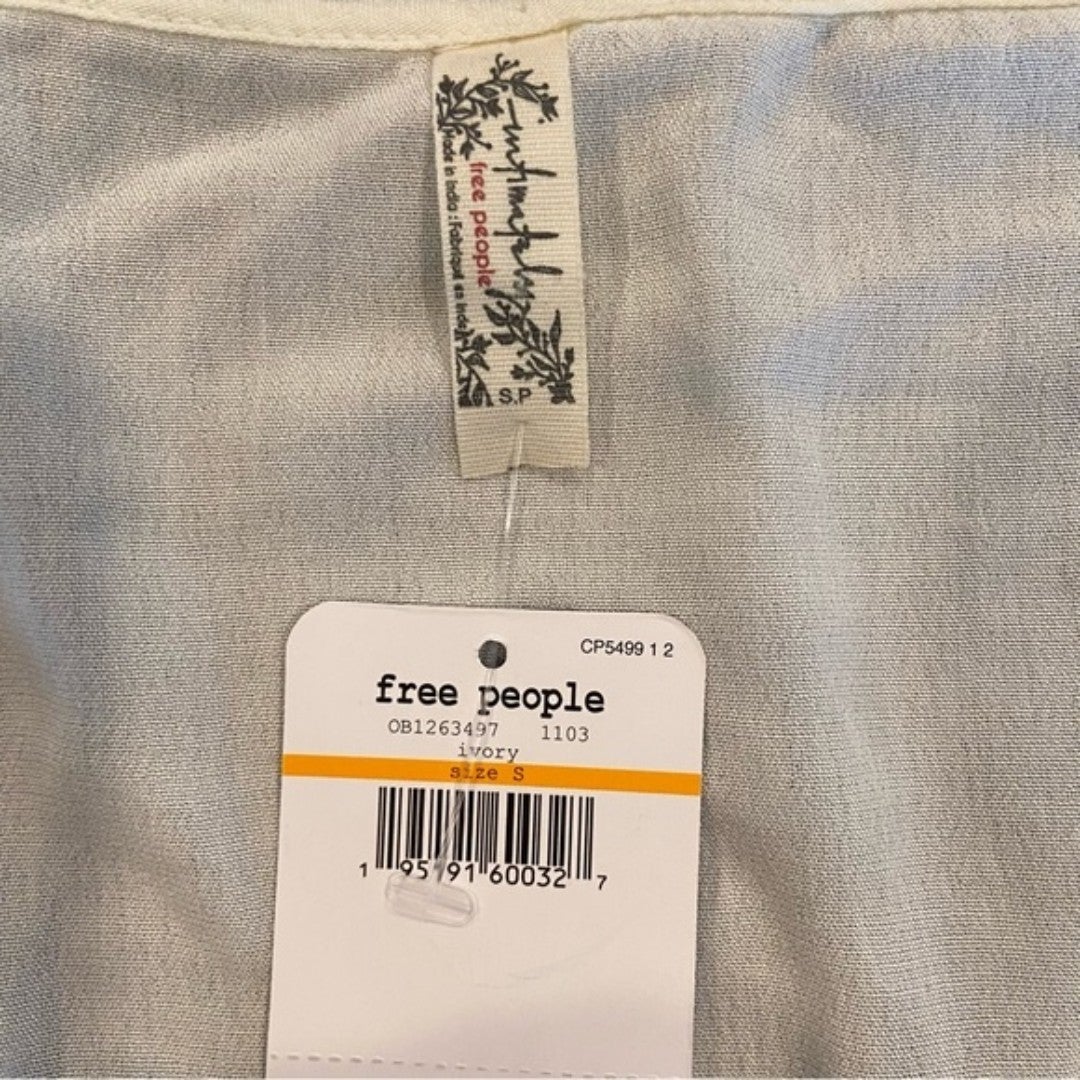 intimately
free people
Made in India : Fabriqué en Inde
S.P
CP5499 1 2
free people
OB1263497 1103
ivory
size S
1 95191 60032 7